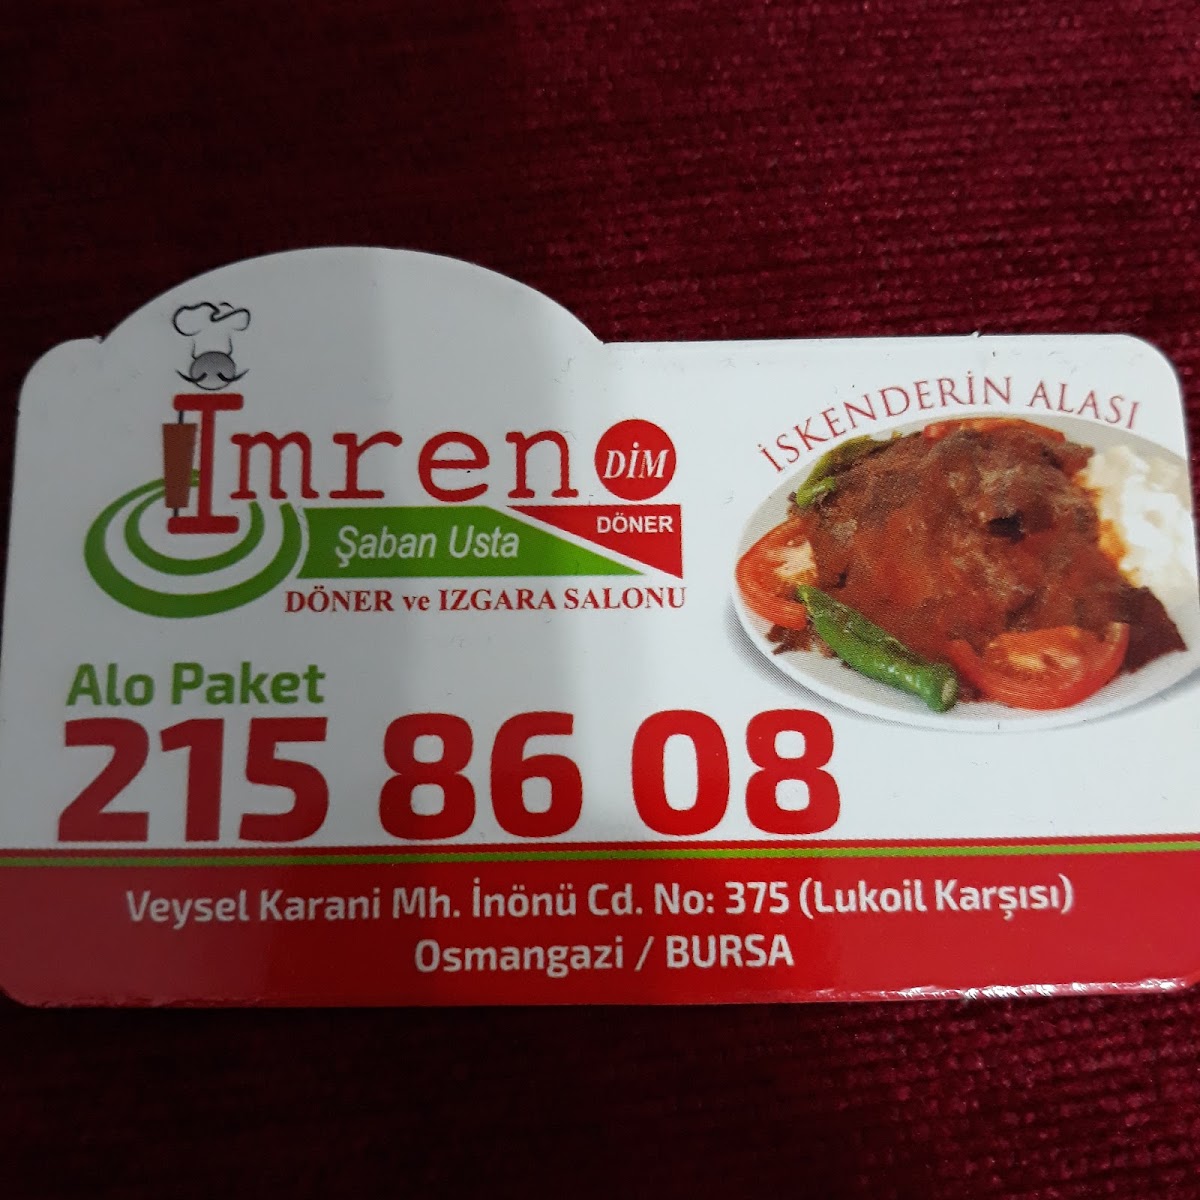 İSKENDERİN ALASI
Imren DİM
Şaban Usta DÖNER
DÖNER ve IZGARA SALONU
Alo Paket
215 86 08
Veysel Karani Mh. İnönü Cd. No: 375 (Lukoil Karşısı)
Osmangazi / BURSA